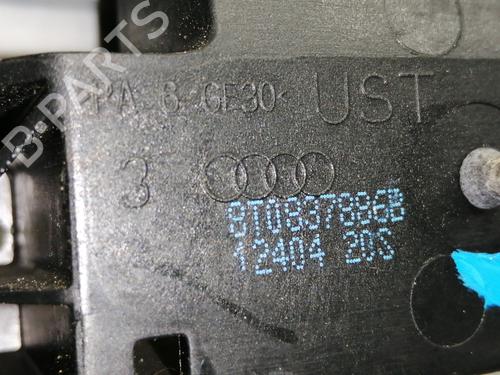 B-PARTS
>PA 6 GF30< UST
3
8T0837886B
12404 20S